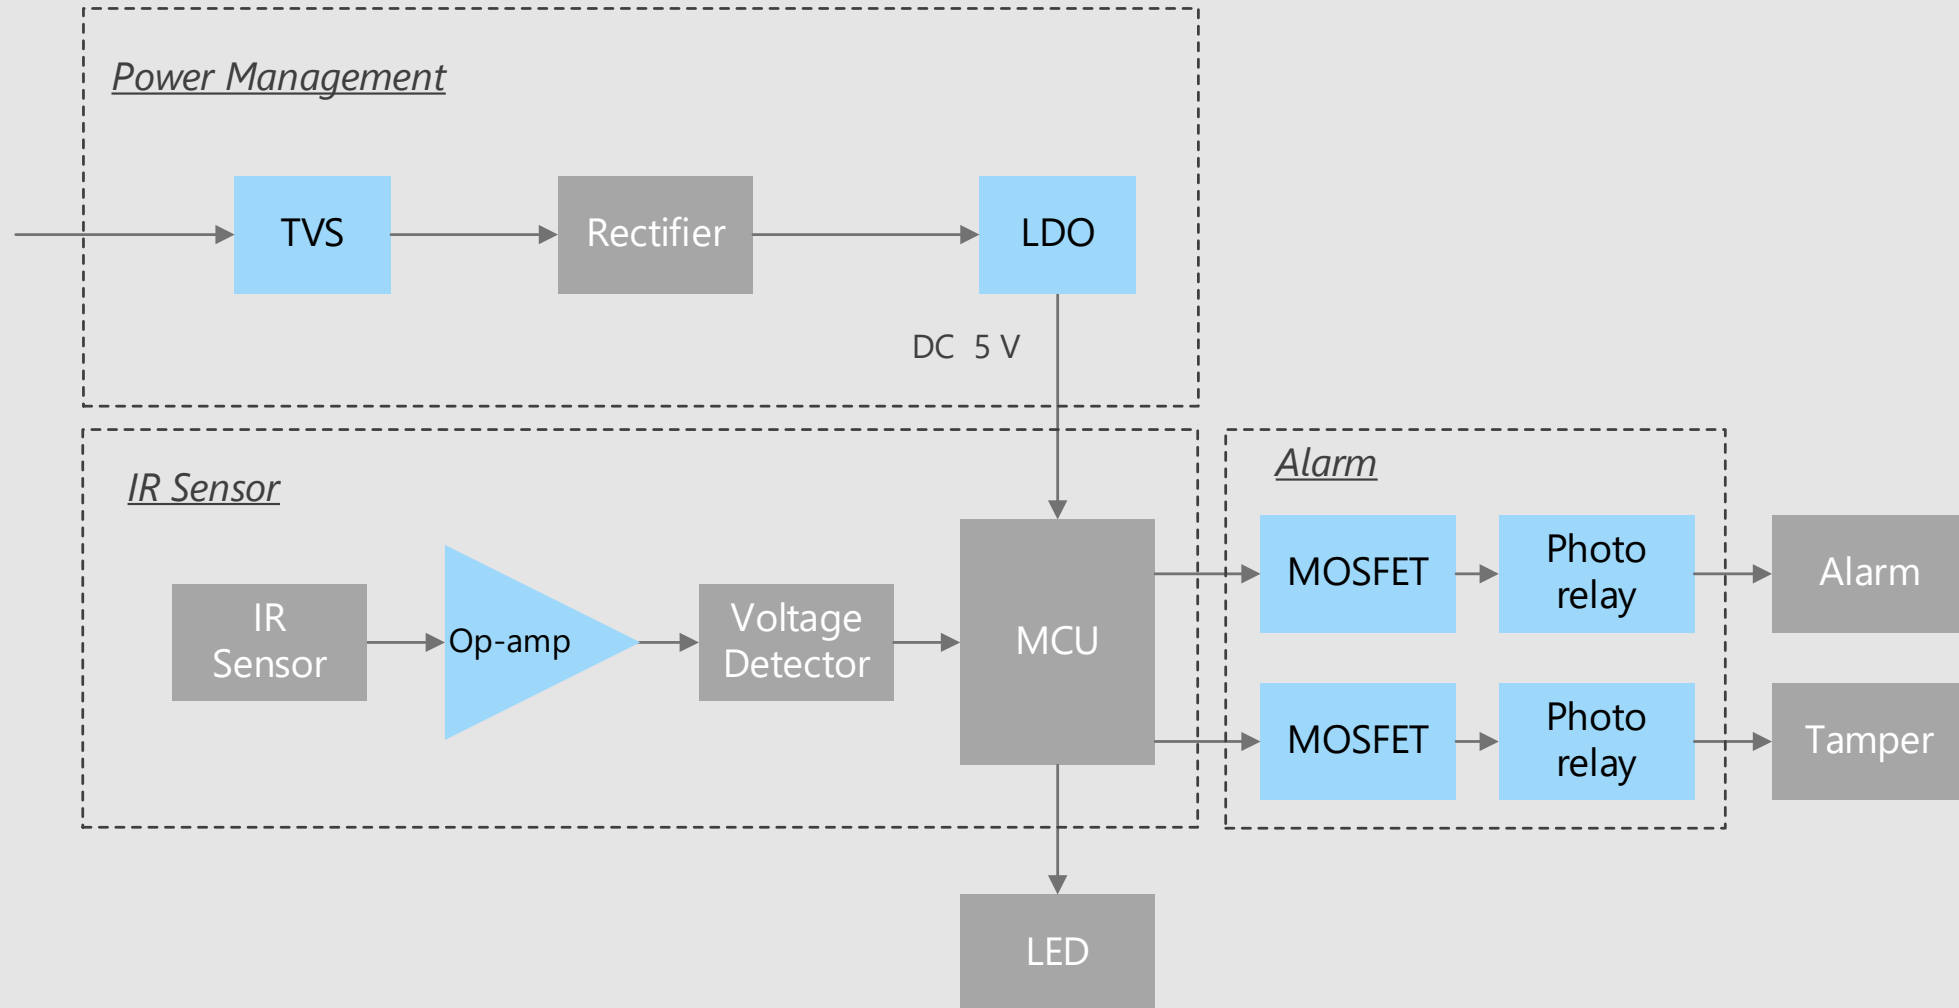 Power Management
TVS
Rectifier
LDO
DC 5 V
IR Sensor
IR
Sensor
Op-amp
Voltage
Detector
MCU
LED
Alarm
MOSFET
Photo
relay
Alarm
MOSFET
Photo
relay
Tamper